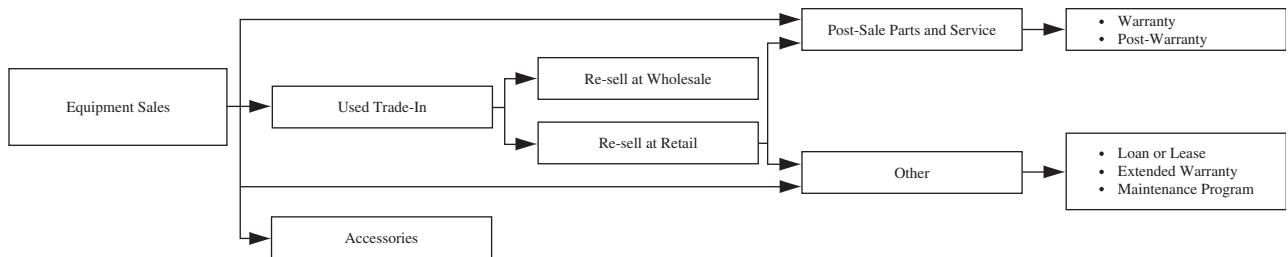 Post-Sale Parts and Service
• Warranty
• Post-Warranty
Equipment Sales
Used Trade-In
Re-sell at Wholesale
Re-sell at Retail
Other
• Loan or Lease
• Extended Warranty
• Maintenance Program
Accessories